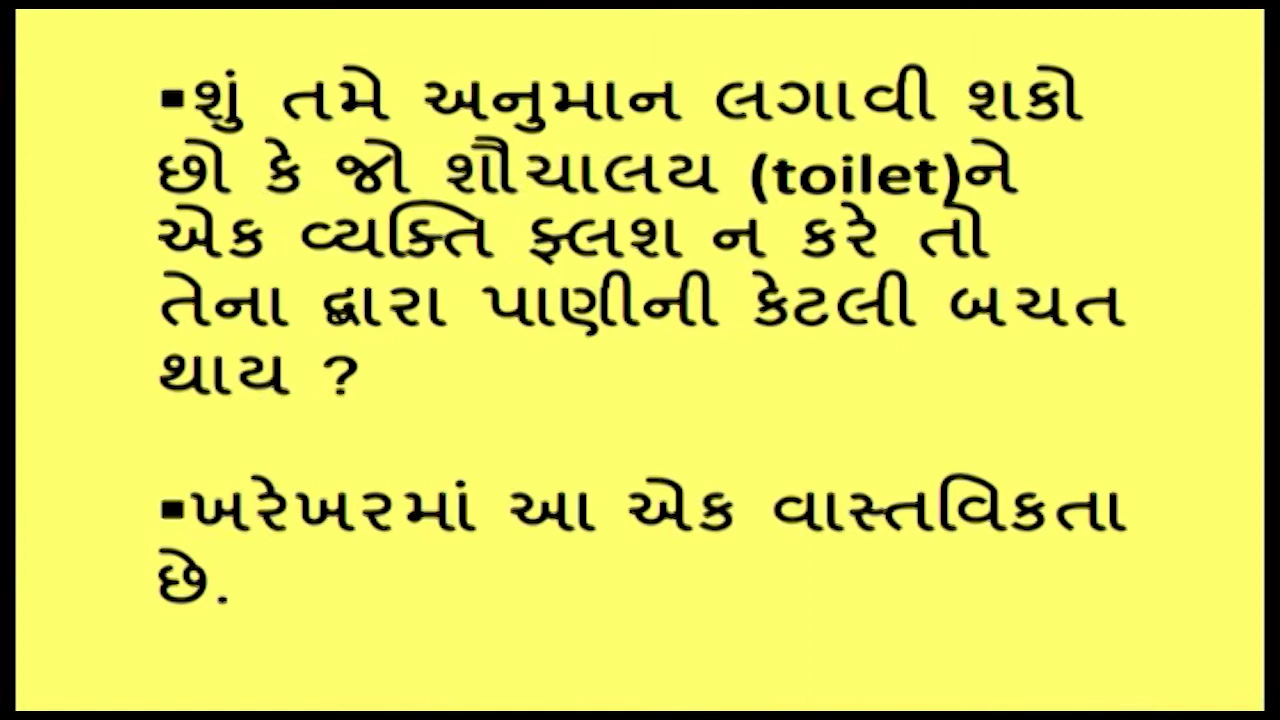 ▪શું તમે અનુમાન લગાવી શકો
છો કે જો શૌચાલય (toilet)ને
એક વ્યક્તિ ફ્લશ ન કરે તો
તેના દ્વારા પાણીની કેટલી બચત
થાય ?
▪ખરેખરમાં આ એક વાસ્તવિકતા
છે.